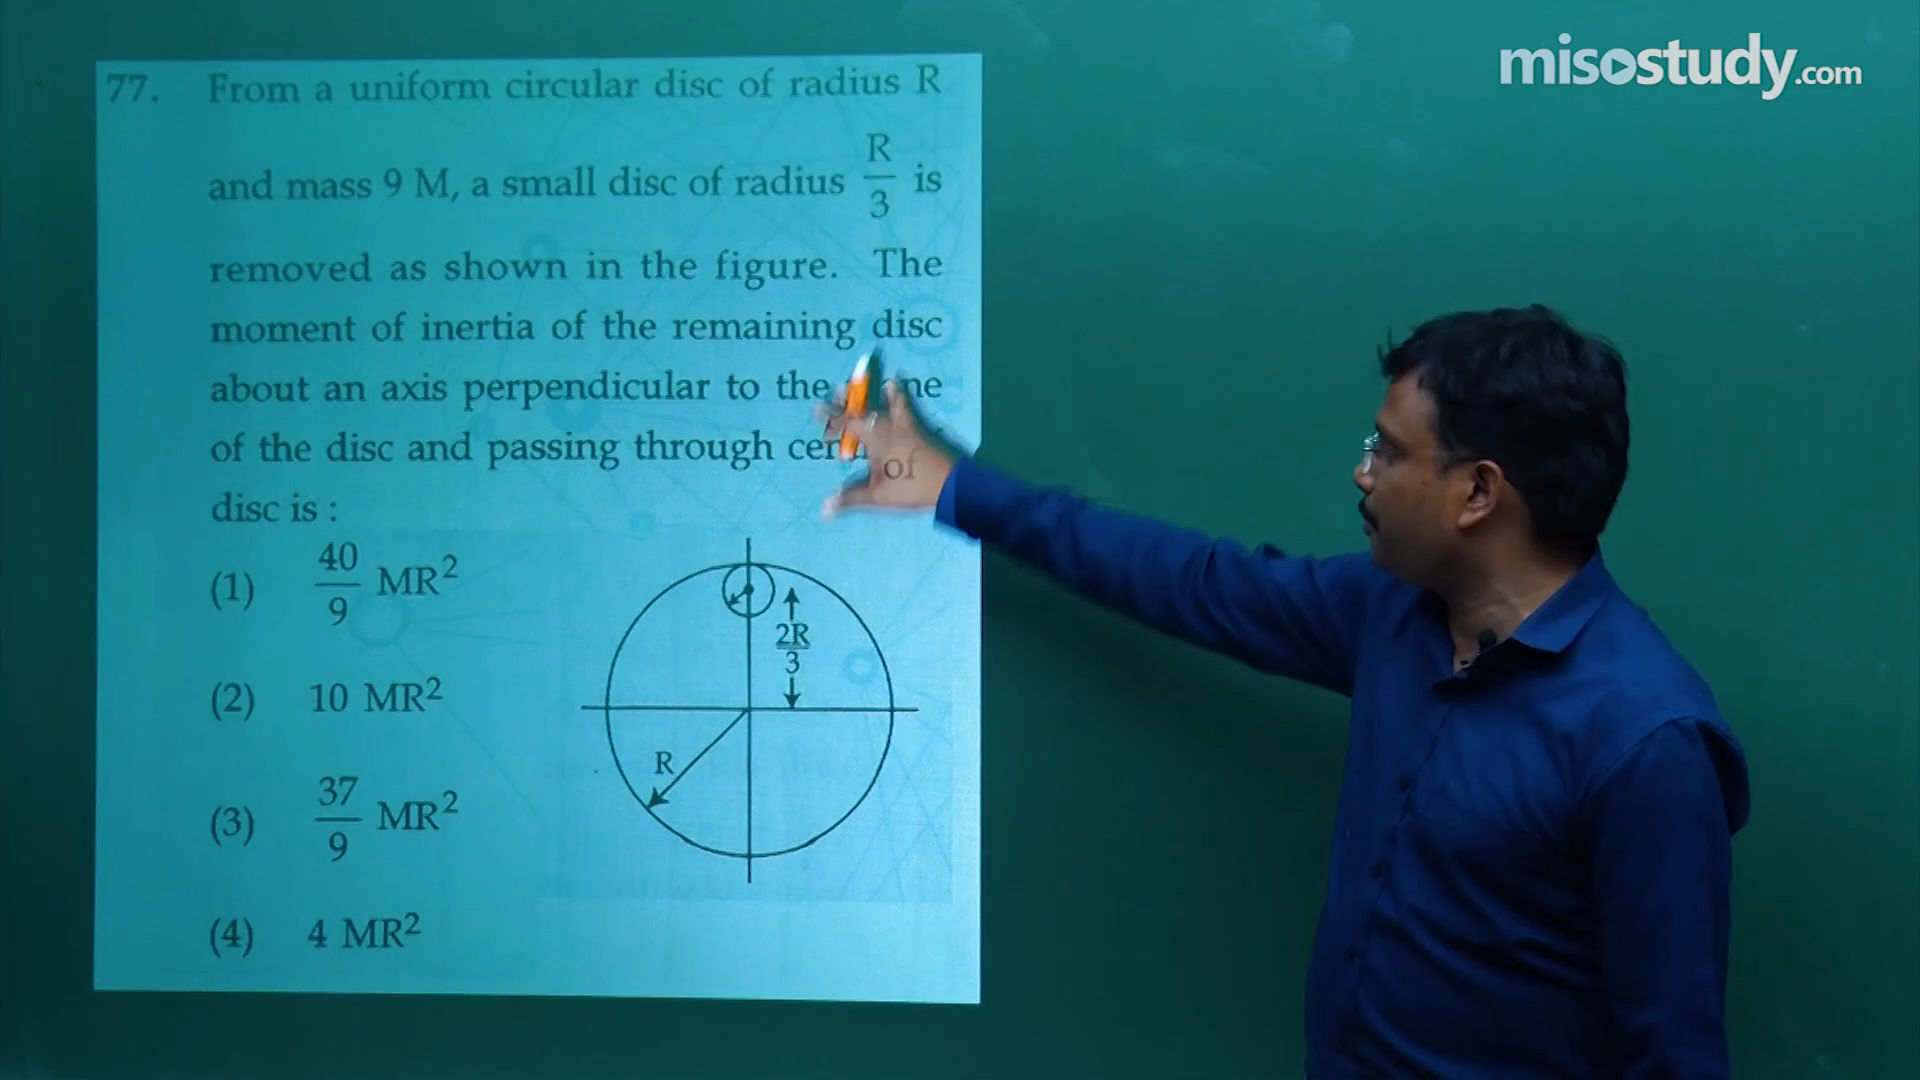 misostudy.com
77. From a uniform circular disc of radius R
and mass 9 M, a small disc of radius R/3 is
removed as shown in the figure. The
moment of inertia of the remaining disc
about an axis perpendicular to the
of the disc and passing through of
disc is :
(1) 40/9 MR²
(2) 10 MR²
(3) 37/9 MR²
(4) 4 MR²
2R/3
R